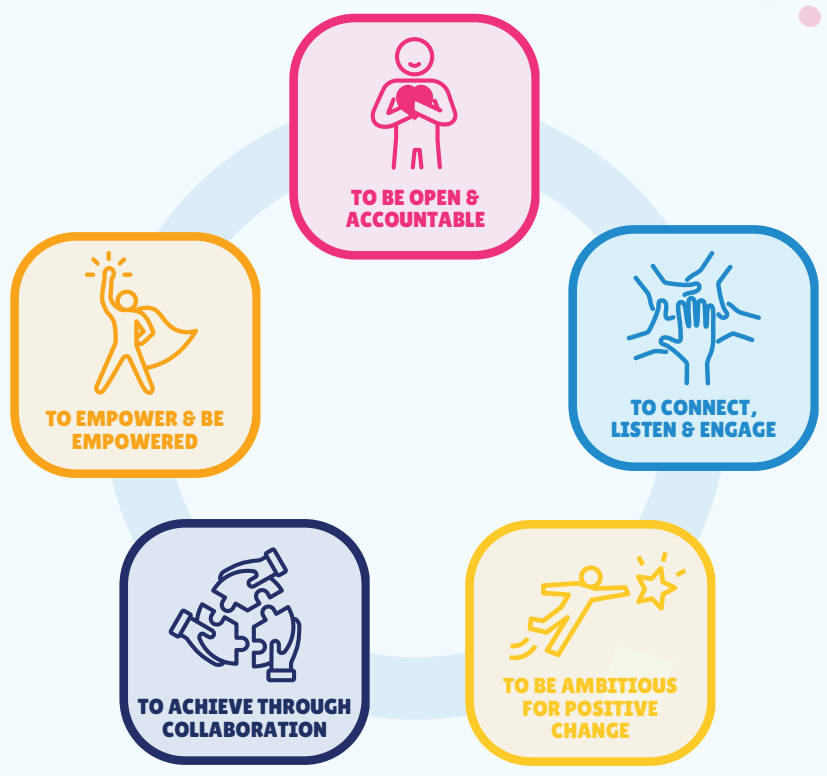 TO BE OPEN &
ACCOUNTABLE
TO CONNECT,
LISTEN & ENGAGE
TO BE AMBITIOUS
FOR POSITIVE
CHANGE
TO ACHIEVE THROUGH
COLLABORATION
TO EMPOWER & BE
EMPOWERED